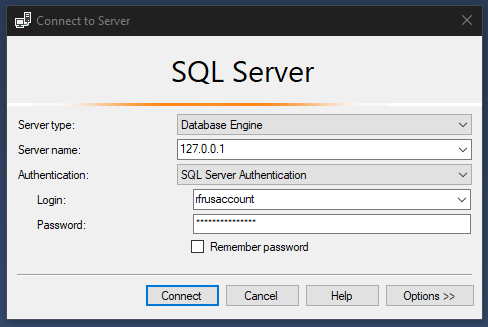 Connect to Server
SQL Server
Server type: Database Engine
Server name: 127.0.0.1
Authentication: SQL Server Authentication
Login: rfrusaccount
Password: ***************
Remember password
Connect Cancel Help Options >>